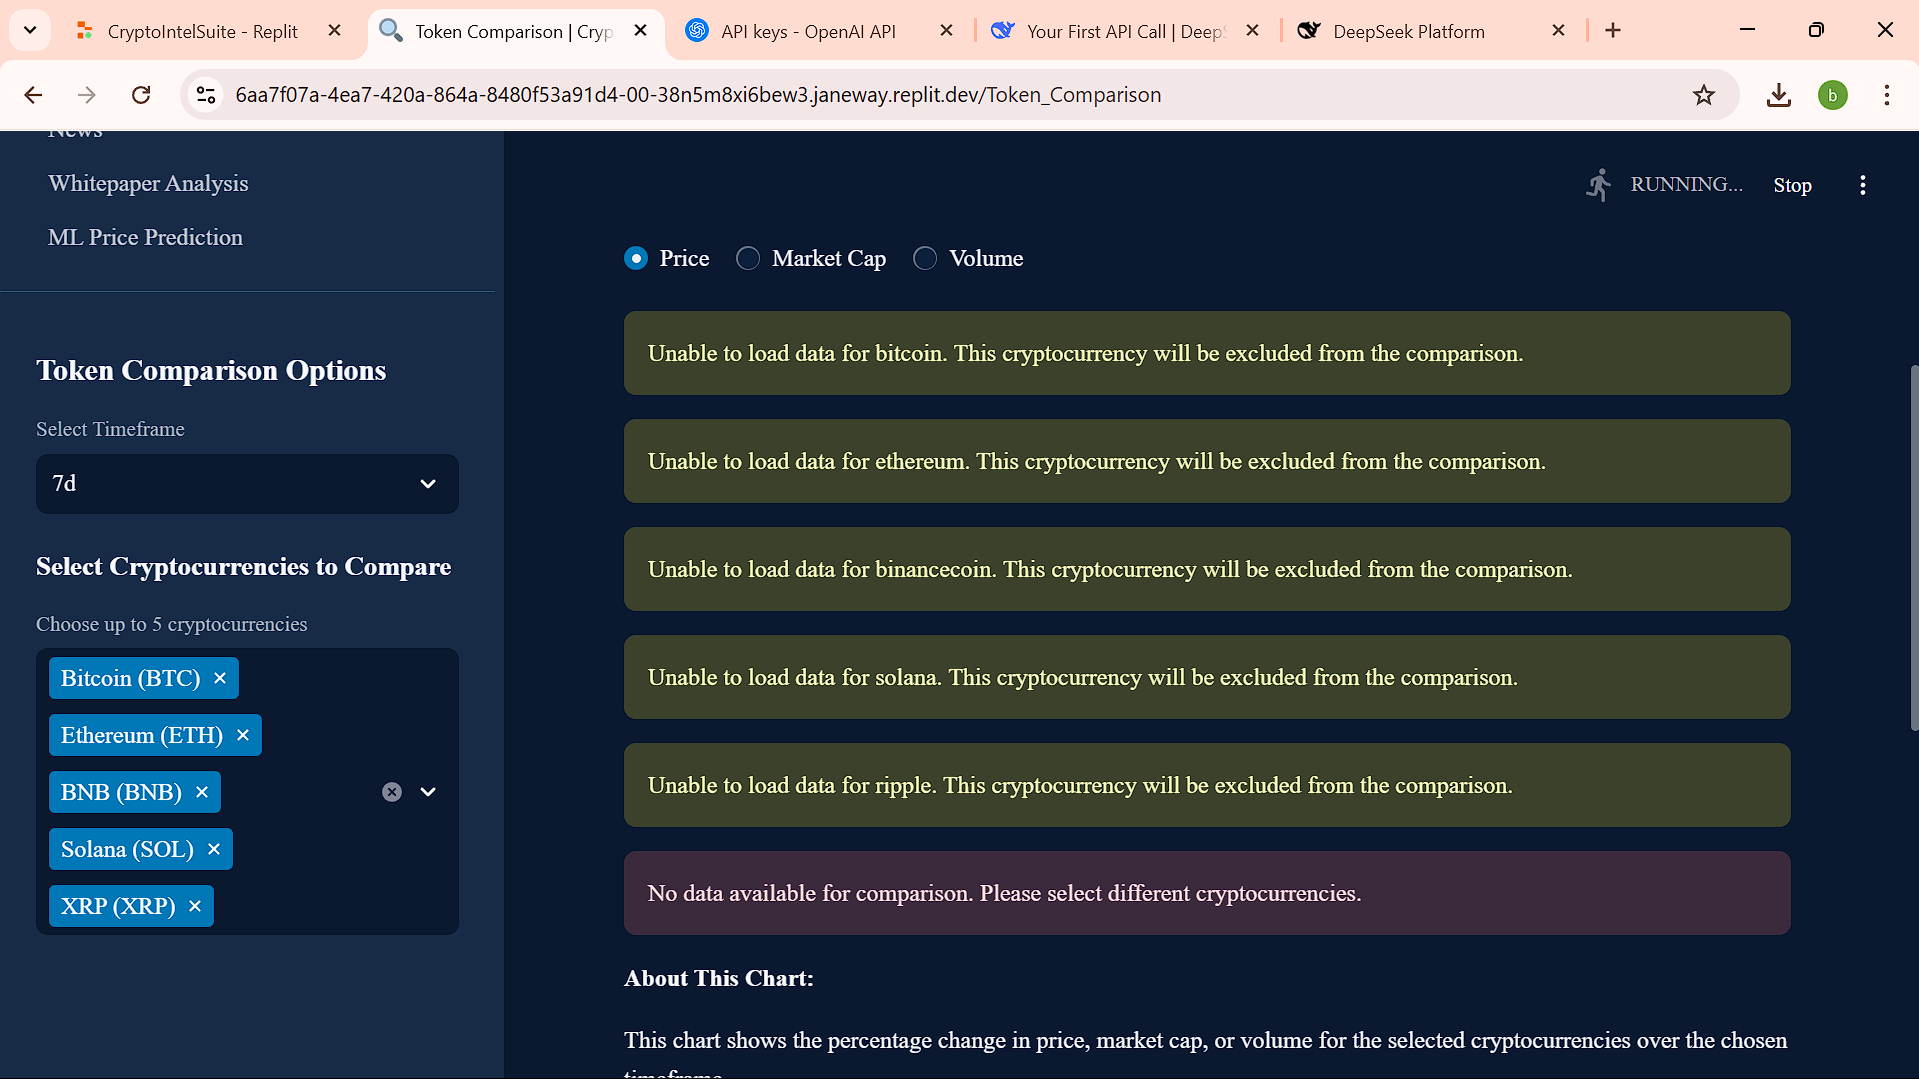 CryptoIntelSuite - Replit
Token Comparison | Cryp
API keys - OpenAI API
Your First API Call | DeepS
DeepSeek Platform
6aa7f07a-4ea7-420a-864a-8480f53a91d4-00-38n5m8xi6bew3.janeway.replit.dev/Token_Comparison
b
News
Whitepaper Analysis
ML Price Prediction
Token Comparison Options
Select Timeframe
7d
Select Cryptocurrencies to Compare
Choose up to 5 cryptocurrencies
Bitcoin (BTC)
Ethereum (ETH)
BNB (BNB)
Solana (SOL)
XRP (XRP)
RUNNING...
Stop
Price
Market Cap
Volume
Unable to load data for bitcoin. This cryptocurrency will be excluded from the comparison.
Unable to load data for ethereum. This cryptocurrency will be excluded from the comparison.
Unable to load data for binancecoin. This cryptocurrency will be excluded from the comparison.
Unable to load data for solana. This cryptocurrency will be excluded from the comparison.
Unable to load data for ripple. This cryptocurrency will be excluded from the comparison.
No data available for comparison. Please select different cryptocurrencies.
About This Chart:
This chart shows the percentage change in price, market cap, or volume for the selected cryptocurrencies over the chosen
timeframe.